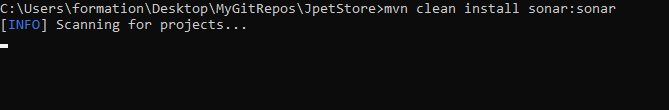 C:\Users\formation\Desktop\MyGitRepos\JpetStore>mvn clean install sonar:sonar
[INFO] Scanning for projects...